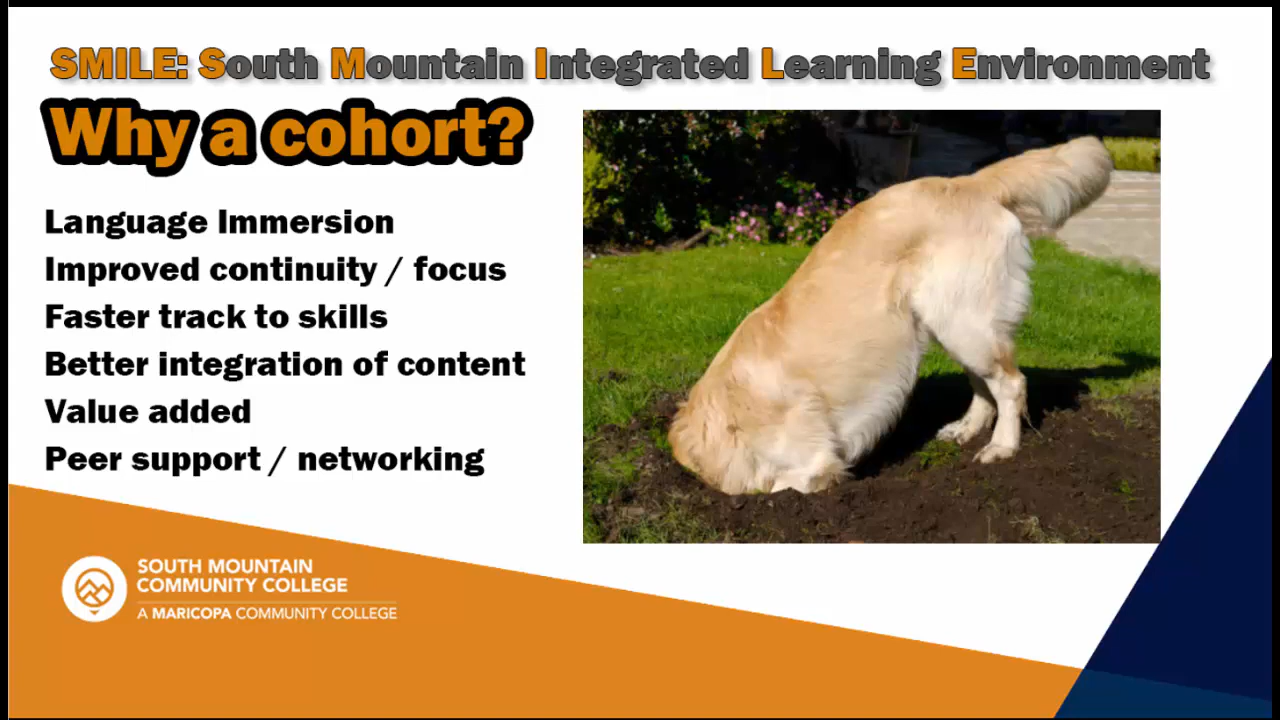 SMILE: South Mountain Integrated Learning Environment
Why a cohort?
Language Immersion
Improved continuity / focus
Faster track to skills
Better integration of content
Value added
Peer support / networking
SOUTH MOUNTAIN
COMMUNITY COLLEGE
A MARICOPA COMMUNITY COLLEGE